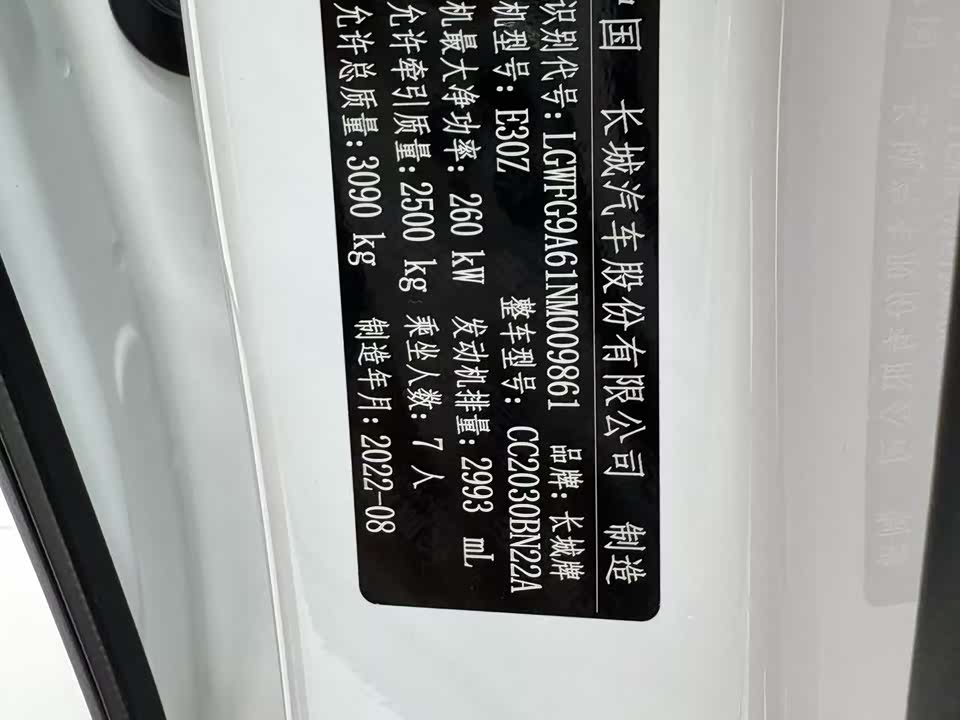 国 长城汽车股份有限公司 制造
识别代号: LGWFG9A61NM009861 品牌: 长城牌
机型号: E30Z 整车型号: CC2030BN22A
机最大净功率: 260 kW 发动机排量: 2993 mL
允许牵引质量: 2500 kg 乘坐人数: 7 人
允许总质量: 3090 kg 制造年月: 2022-08